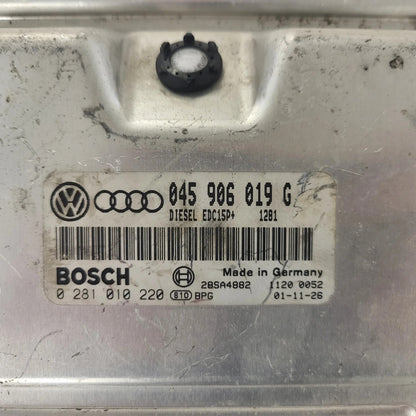 045 906 019 G
DIESEL EDC15P+ 1281
BOSCH
Made in Germany
0 281 010 220 810 BPG
28SA4882 1120 0052
01-11-26